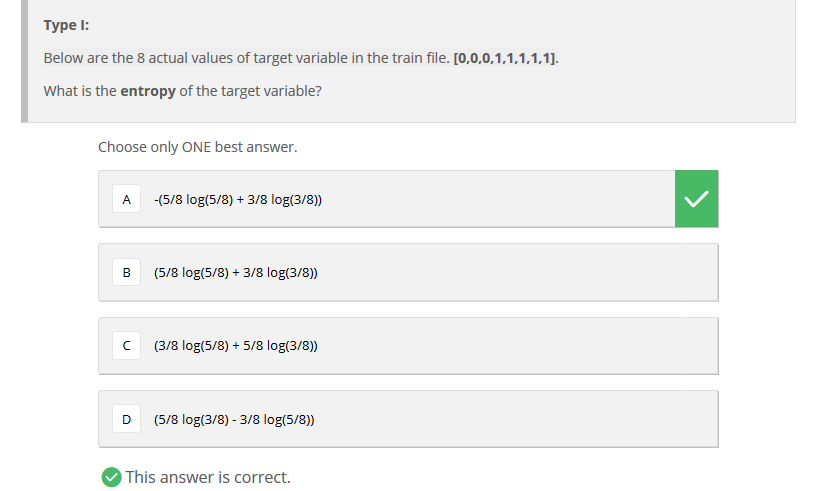 Type I:
Below are the 8 actual values of target variable in the train file. [0,0,0,1,1,1,1,1].
What is the entropy of the target variable?
Choose only ONE best answer.
A -(5/8 log(5/8) + 3/8 log(3/8))
B (5/8 log(5/8) + 3/8 log(3/8))
C (3/8 log(5/8) + 5/8 log(3/8))
D (5/8 log(3/8) - 3/8 log(5/8))
This answer is correct.